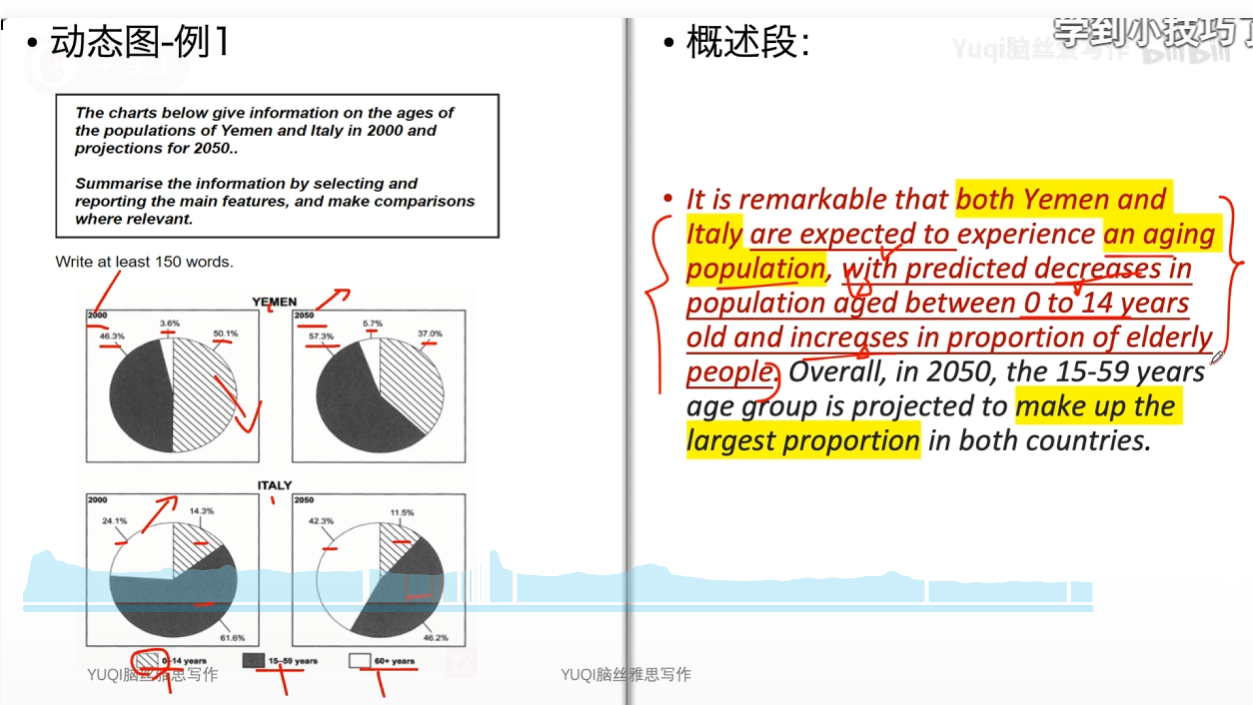 • 动态图-例1
The charts below give information on the ages of
the populations of Yemen and Italy in 2000 and
projections for 2050..
Summarise the information by selecting and
reporting the main features, and make comparisons
where relevant.
Write at least 150 words.
YEMEN
2000
46.3%
3.6%
50.1%
2050
57.3%
5.7%
37.0%
ITALY
2000
24.1%
14.3%
61.6%
2050
42.3%
11.5%
46.2%
0-14 years
15-59 years
60+ years
YUQI脑丝雅思写作
• 概述段:
学到小技巧了
Yuqi脑丝爱写作 bilibili
• It is remarkable that both Yemen and
Italy are expected to experience an aging
population, with predicted decreases in
population aged between 0 to 14 years
old and increases in proportion of elderly
people. Overall, in 2050, the 15-59 years
age group is projected to make up the
largest proportion in both countries.
YUQI脑丝雅思写作